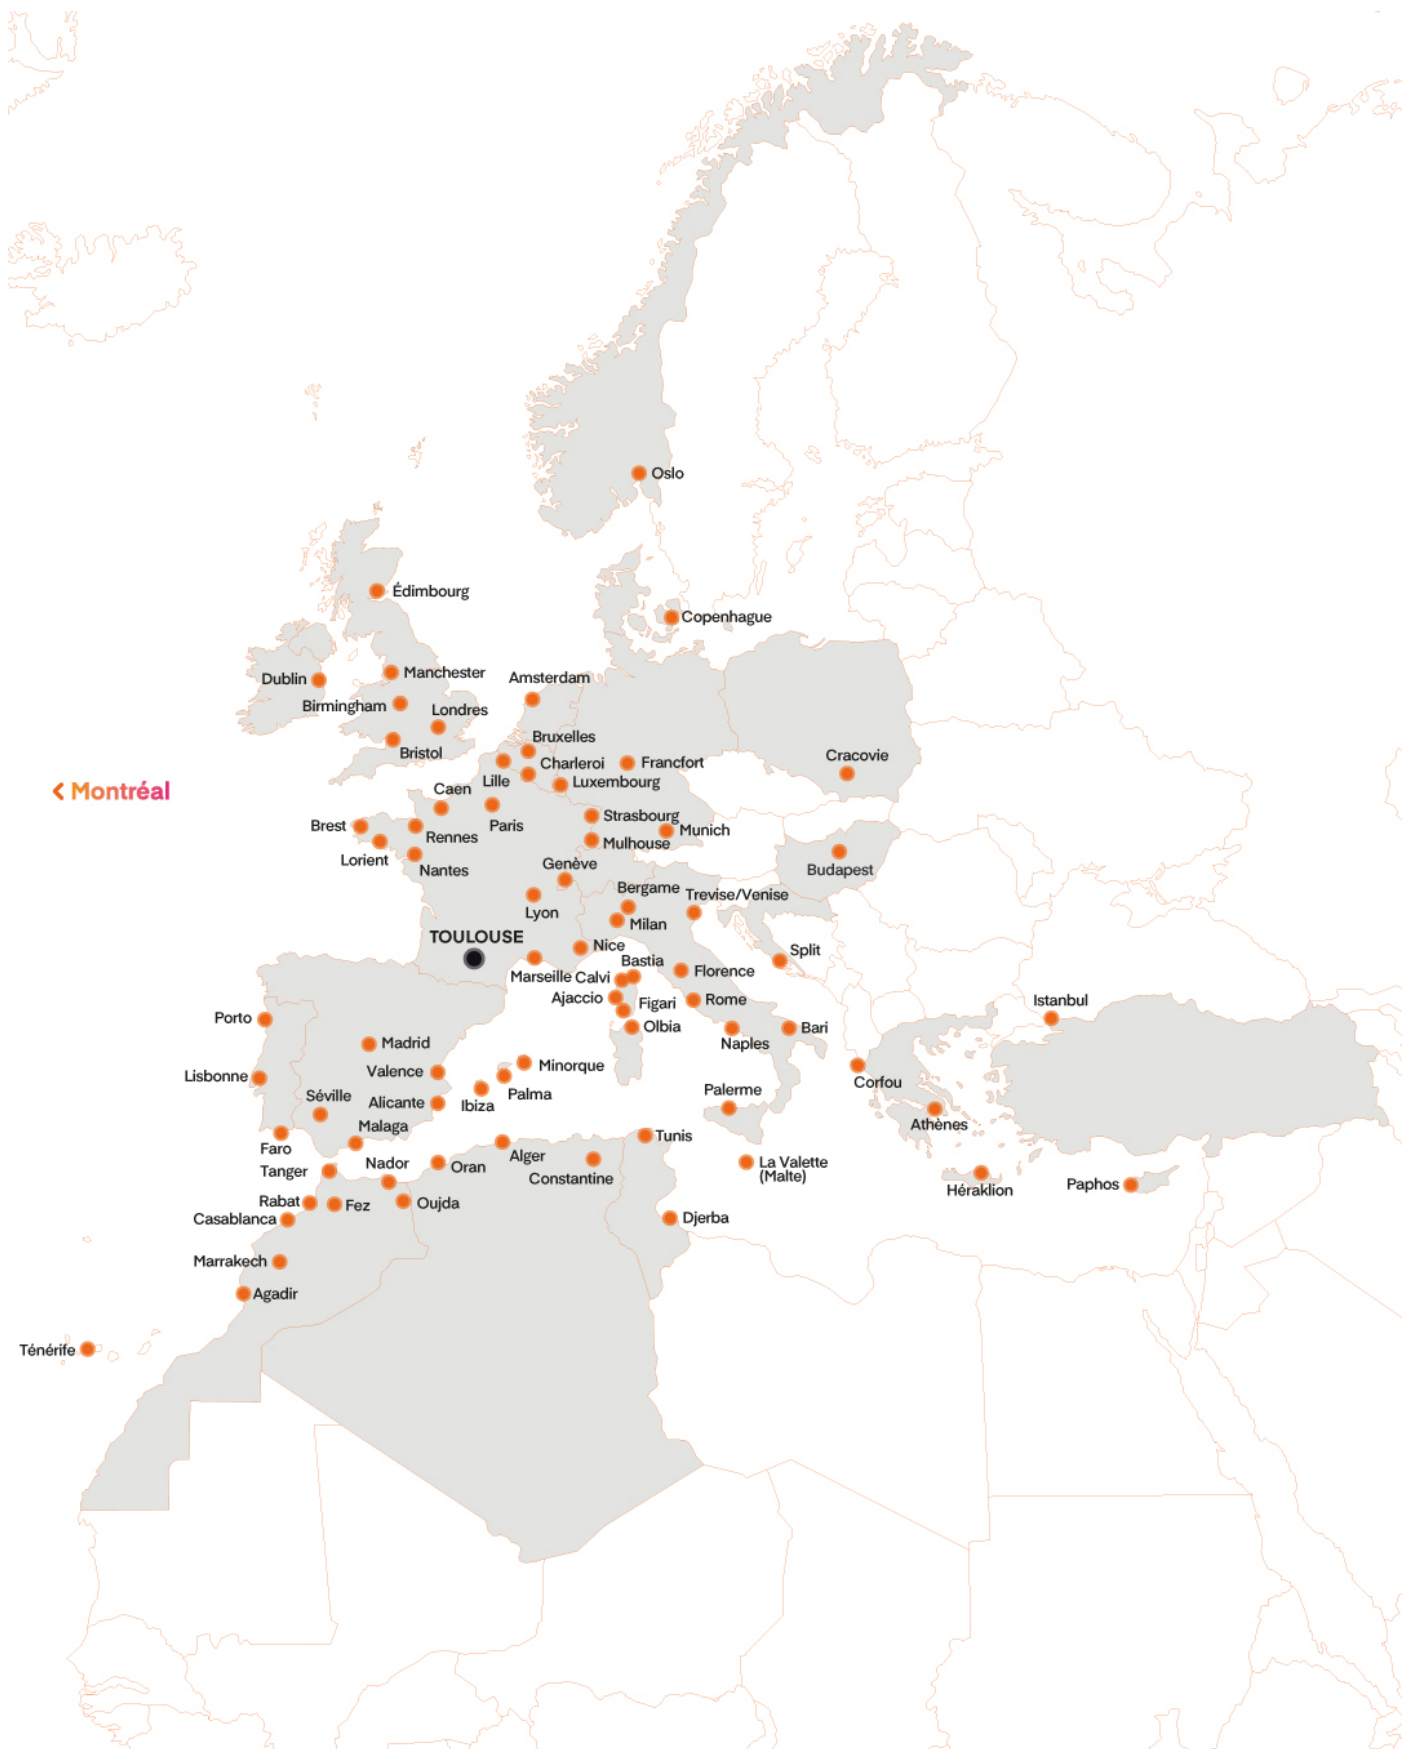 Oslo
Édimbourg
Copenhague
Manchester
Dublin
Amsterdam
Birmingham
Londres
Bruxelles
Bristol
Cracovie
Charleroi
Francfort
Lille
Luxembourg
< Montréal
Caen
Strasbourg
Brest
Paris
Munich
Rennes
Mulhouse
Lorient
Genève
Nantes
Budapest
Bergame
Trevise/Venise
Lyon
Milan
TOULOUSE
Nice
Split
Bastia
Marseille
Calvi
Florence
Ajaccio
Figari
Rome
Istanbul
Porto
Olbia
Bari
Madrid
Naples
Minorque
Valence
Lisbonne
Corfou
Palma
Palerme
Séville
Alicante
Ibiza
Malaga
Athènes
Tunis
Faro
Alger
Nador
Oran
La Valette
(Malte)
Tanger
Constantine
Paphos
Héraklion
Rabat
Fez
Oujda
Casablanca
Djerba
Marrakech
Agadir
Ténérife